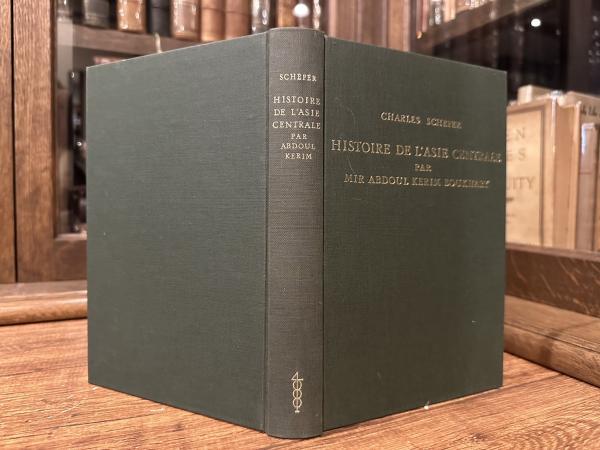 SCHEFER
HISTOIRE
DE L'ASIE
CENTRALE
PAR
ABDOUL
KERIM
CHARLES SCHEFER
HISTOIRE DE L'ASIE CENTRALE
PAR
MIR ABDOUL KERIM BOUKHARY